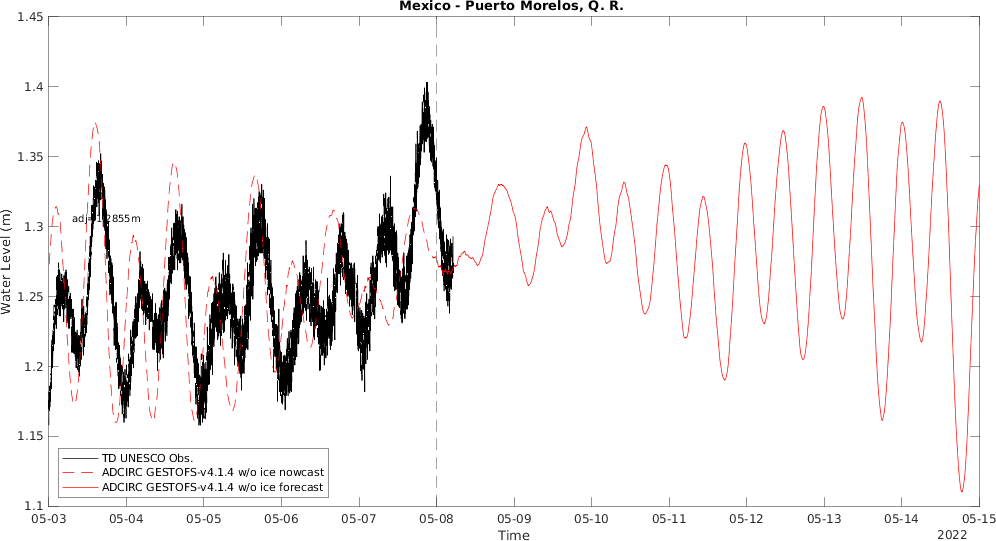 Mexico - Puerto Morelos, Q. R.
1.45
1.4
1.35
1.3
1.25
1.2
1.15
1.1
Water Level (m)
adj=1.2855m
TD UNESCO Obs.
ADCIRC GESTOFS-v4.1.4 w/o ice nowcast
ADCIRC GESTOFS-v4.1.4 w/o ice forecast
05-03 05-04 05-05 05-06 05-07 05-08 05-09 05-10 05-11 05-12 05-13 05-14 05-15
Time
2022